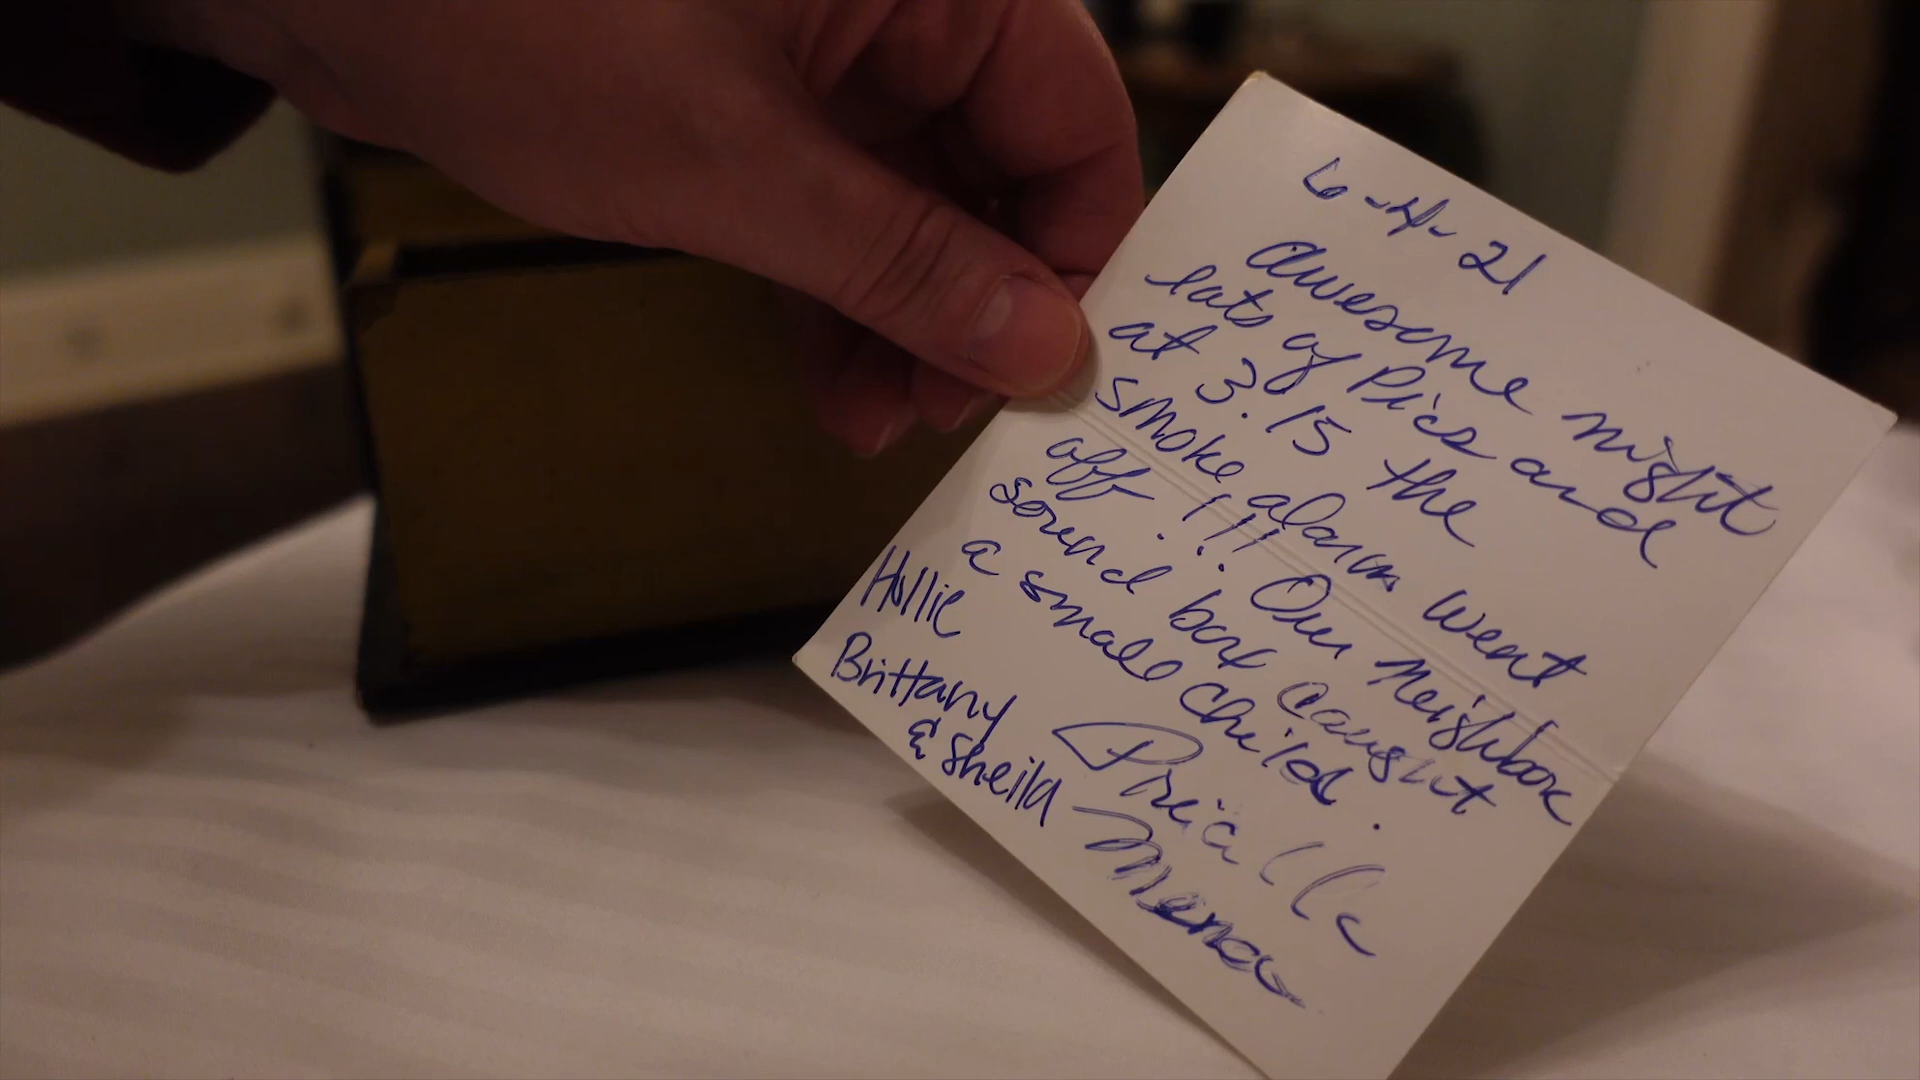 6-4-21
Awesome night
lots of Pics and
at 3.15 the
smoke alarm went
off!!! Our Neighbor
sound box caught
a small child.
Hollie
Brittany
& Sheila
Mena